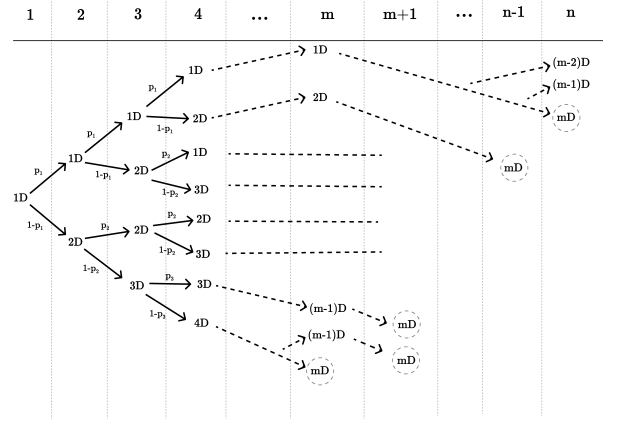 1 2 3 4 ... m m+1 ... n-1 n
1D
(m-2)D
1D
(m-1)D
p₁
2D
1D
1D
2D
mD
p₁
1-p₁
1D
1D
p₂
p₁
1-p₁
2D
mD
1-p₂
3D
1D
2D
p₂
1-p₁
p₂
2D
2D
1-p₂
3D
1-p₂
p₃
3D
3D
(m-1)D
1-p₃
4D
mD
(m-1)D
mD
mD